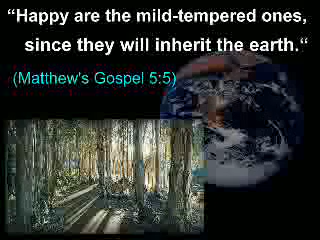 “Happy are the mild-tempered ones,
since they will inherit the earth.“
(Matthew's Gospel 5:5)